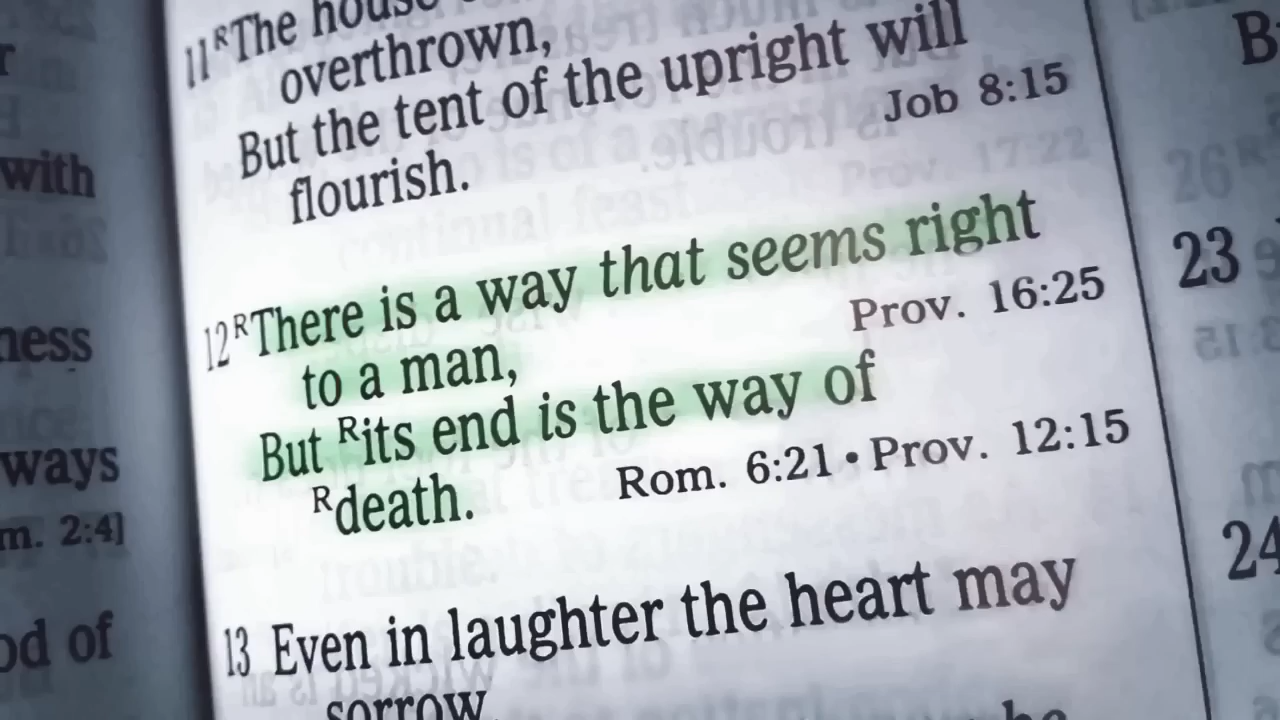 with
ness
ways
m. 2:4]
od of
11 RThe house
overthrown,
But the tent of the upright will
flourish. Job 8:15
12 RThere is a way that seems right
to a man, Prov. 16:25
But Rits end is the way of
Rdeath. Rom. 6:21 • Prov. 12:15
13 Even in laughter the heart may
sorrow,
23
24